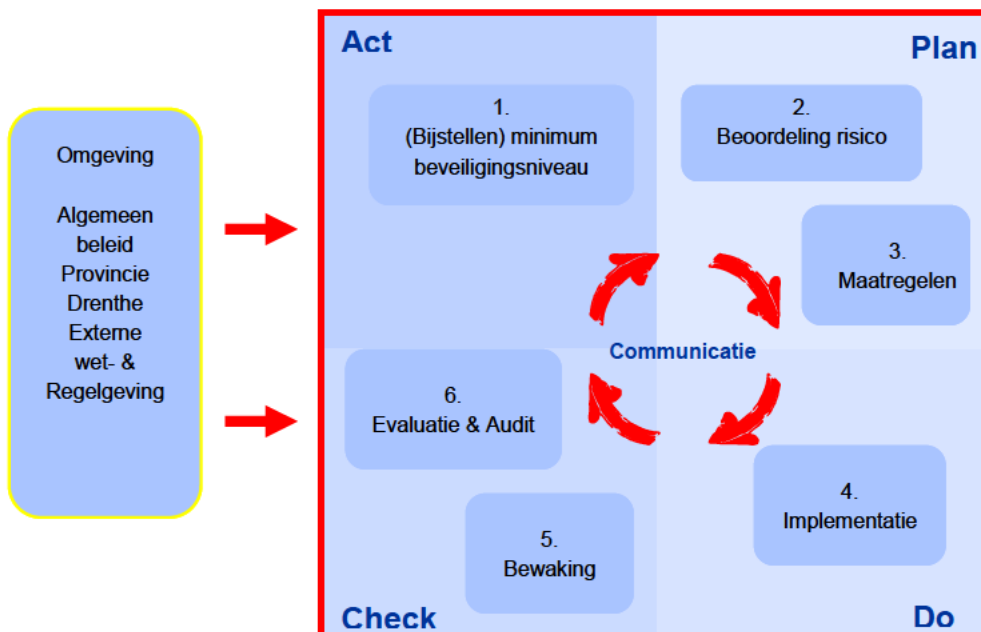 Omgeving
Algemeen
beleid
Provincie
Drenthe
Externe
wet- &
Regelgeving
Act
1.
(Bijstellen) minimum
beveiligingsniveau
Plan
2.
Beoordeling risico
3.
Maatregelen
Communicatie
6.
Evaluatie & Audit
5.
Bewaking
Check
4.
Implementatie
Do